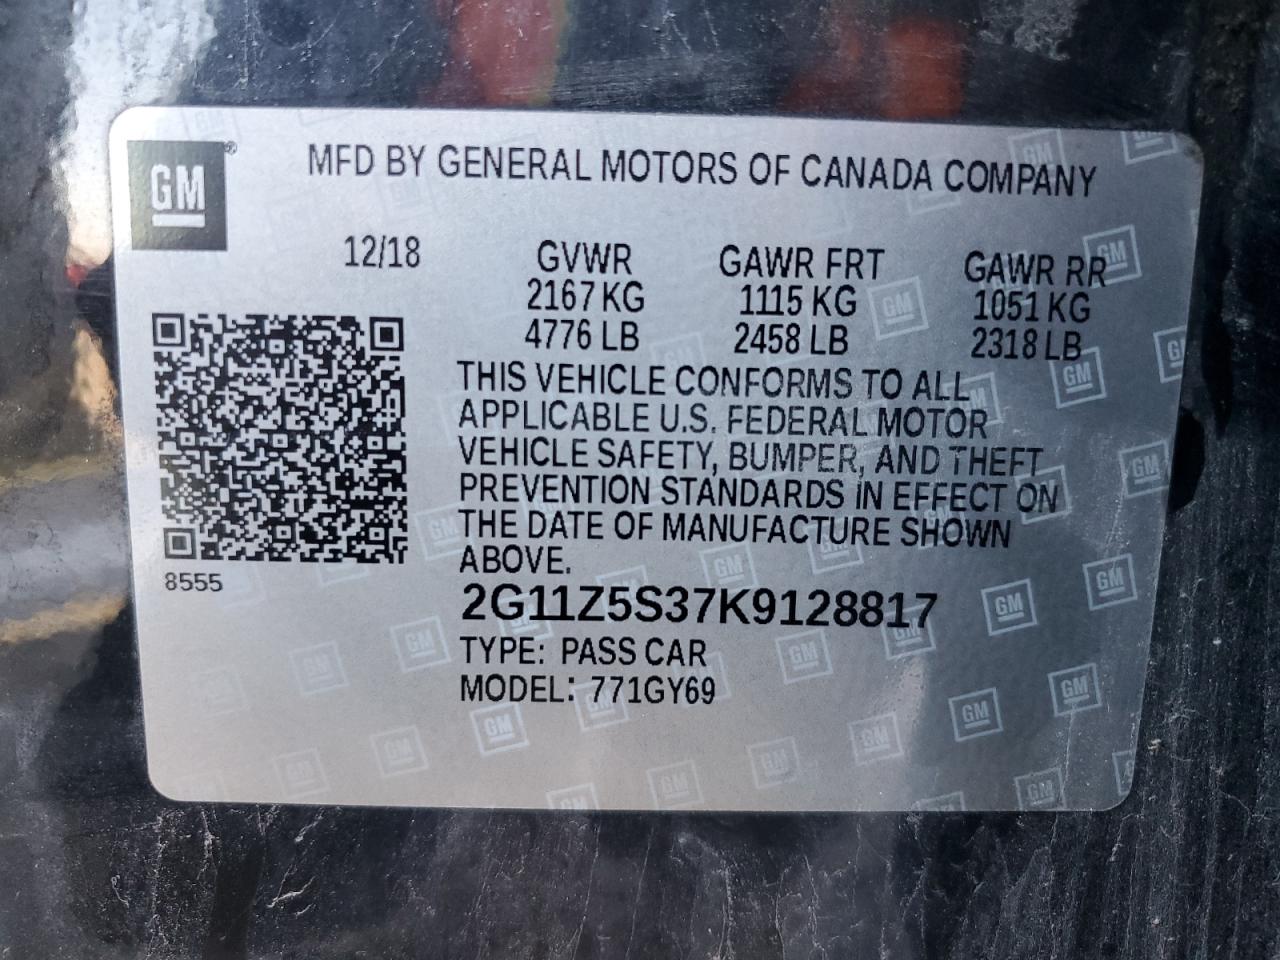 GM®
MFD BY GENERAL MOTORS OF CANADA COMPANY
12/18
GVWR GAWR FRT GAWR RR
2167 KG 1115 KG 1051 KG
4776 LB 2458 LB 2318 LB
THIS VEHICLE CONFORMS TO ALL
APPLICABLE U.S. FEDERAL MOTOR
VEHICLE SAFETY, BUMPER, AND THEFT
PREVENTION STANDARDS IN EFFECT ON
THE DATE OF MANUFACTURE SHOWN
ABOVE.
8555
2G11Z5S37K9128817
TYPE: PASS CAR
MODEL: 771GY69